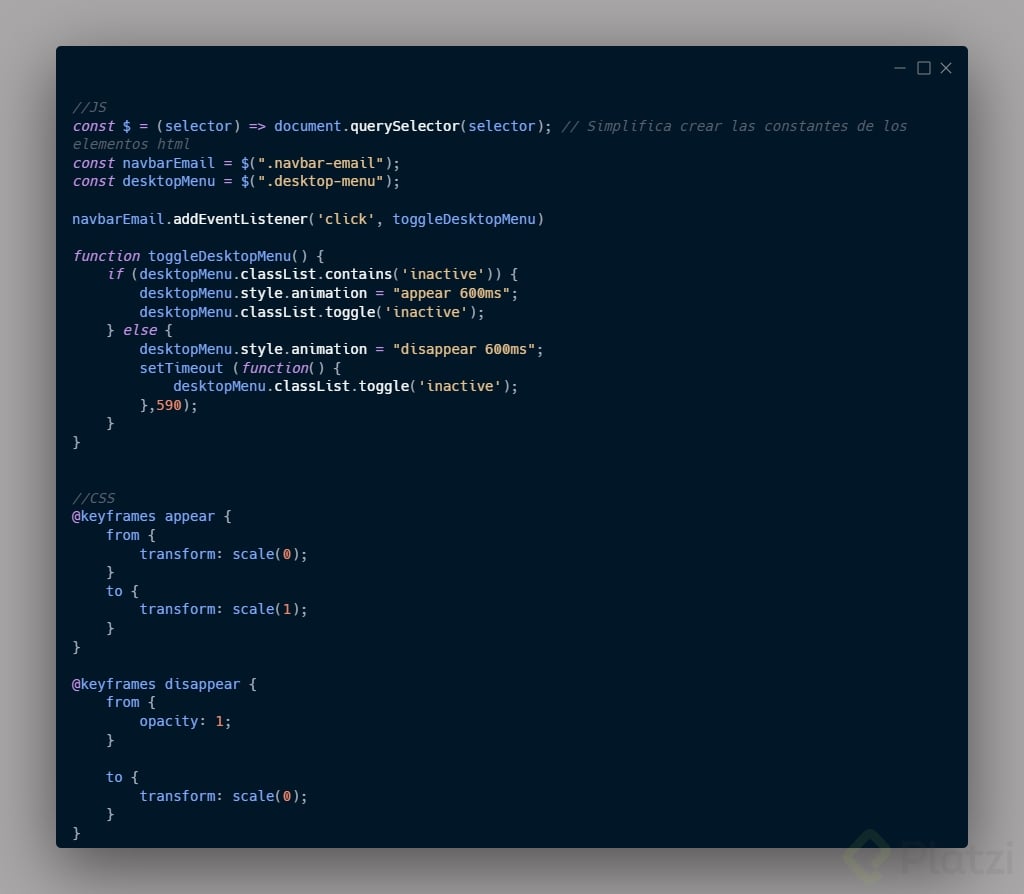 //JS
const $ = (selector) => document.querySelector(selector); // Simplifica crear las constantes de los
elementos html
const navbarEmail = $(".navbar-email");
const desktopMenu = $(".desktop-menu");

navbarEmail.addEventListener('click', toggleDesktopMenu)

function toggleDesktopMenu() {
    if (desktopMenu.classList.contains('inactive')) {
        desktopMenu.style.animation = "appear 600ms";
        desktopMenu.classList.toggle('inactive');
    } else {
        desktopMenu.style.animation = "disappear 600ms";
        setTimeout (function() {
            desktopMenu.classList.toggle('inactive');
        },590);
    }
}

//CSS
@keyframes appear {
    from {
        transform: scale(0);
    }
    to {
        transform: scale(1);
    }
}

@keyframes disappear {
    from {
        opacity: 1;
    }

    to {
        transform: scale(0);
    }
}
Platzi